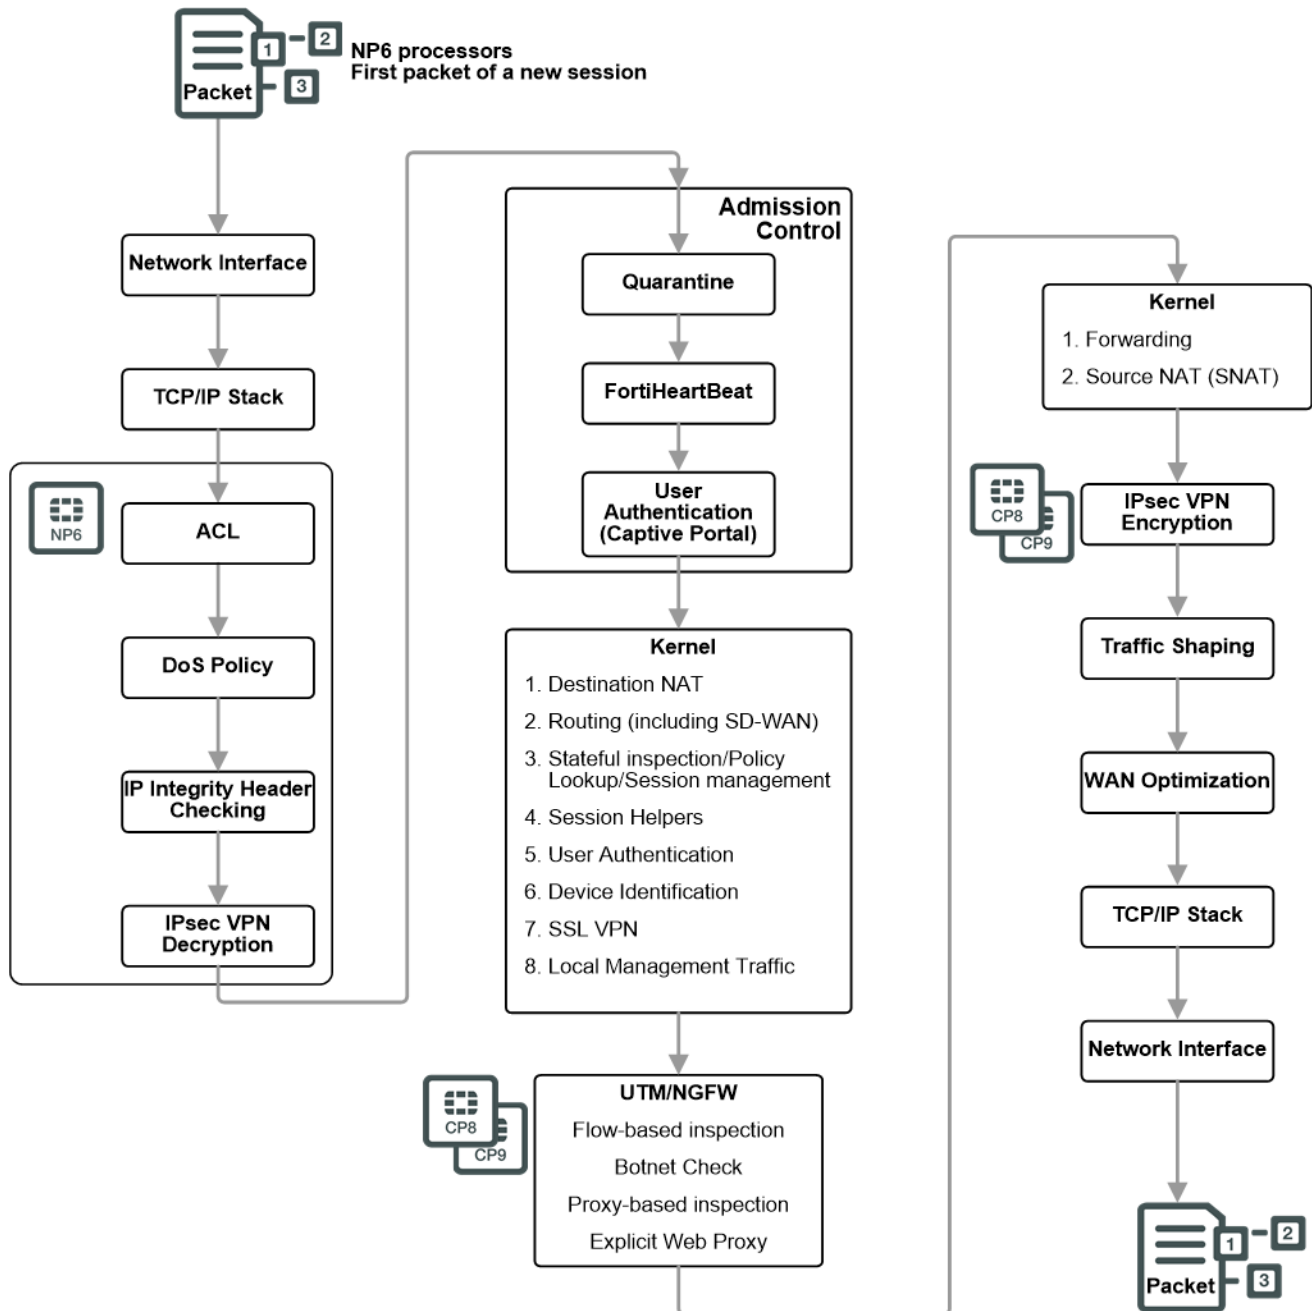 1
2
3
Packet
NP6 processors
First packet of a new session
Network Interface
TCP/IP Stack
NP6
ACL
DoS Policy
IP Integrity Header
Checking
IPsec VPN
Decryption
Admission
Control
Quarantine
FortiHeartBeat
User
Authentication
(Captive Portal)
Kernel
1. Destination NAT
2. Routing (including SD-WAN)
3. Stateful inspection/Policy
Lookup/Session management
4. Session Helpers
5. User Authentication
6. Device Identification
7. SSL VPN
8. Local Management Traffic
CP8
CP9
UTM/NGFW
Flow-based inspection
Botnet Check
Proxy-based inspection
Explicit Web Proxy
Kernel
1. Forwarding
2. Source NAT (SNAT)
CP8
CP9
IPsec VPN
Encryption
Traffic Shaping
WAN Optimization
TCP/IP Stack
Network Interface
1
2
3
Packet